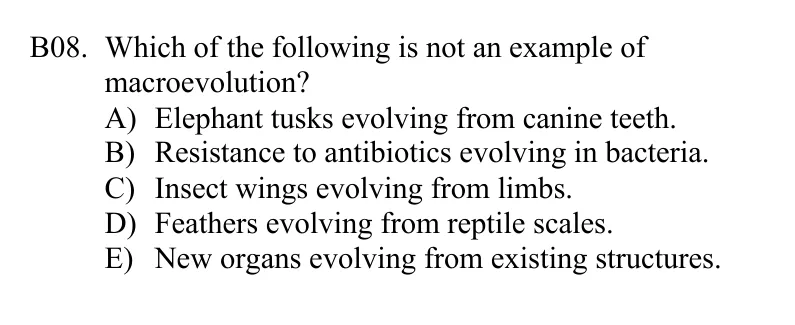 B08. Which of the following is not an example of
macroevolution?
A) Elephant tusks evolving from canine teeth.
B) Resistance to antibiotics evolving in bacteria.
C) Insect wings evolving from limbs.
D) Feathers evolving from reptile scales.
E) New organs evolving from existing structures.